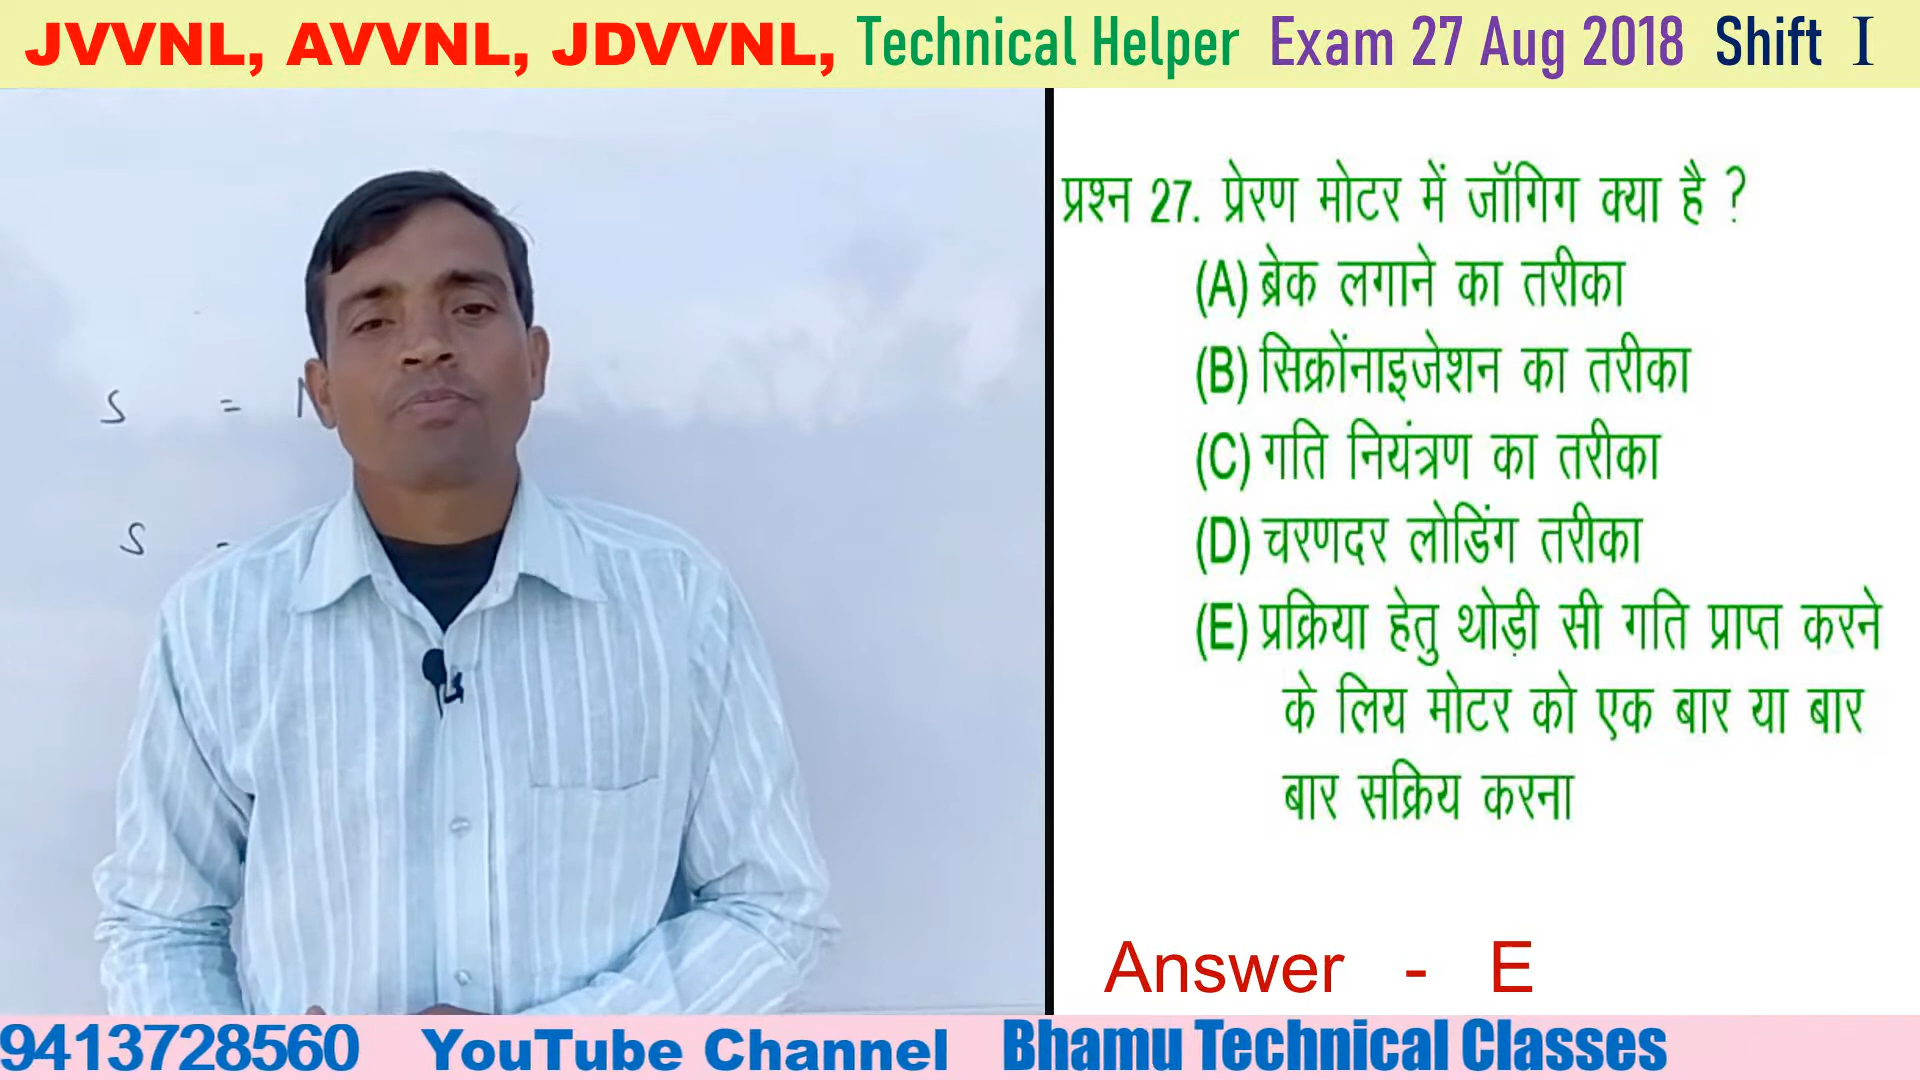 JVVNL, AVVNL, JDVVNL, Technical Helper Exam 27 Aug 2018 Shift I
S = N
S -
प्रश्न 27. प्रेरण मोटर में जॉगिग क्या है ?
(A) ब्रेक लगाने का तरीका
(B) सिक्रोंनाइजेशन का तरीका
(C) गति नियंत्रण का तरीका
(D) चरणदर लोडिंग तरीका
(E) प्रक्रिया हेतु थोड़ी सी गति प्राप्त करने
के लिय मोटर को एक बार या बार
बार सक्रिय करना
Answer - E
9413728560 YouTube Channel Bhamu Technical Classes